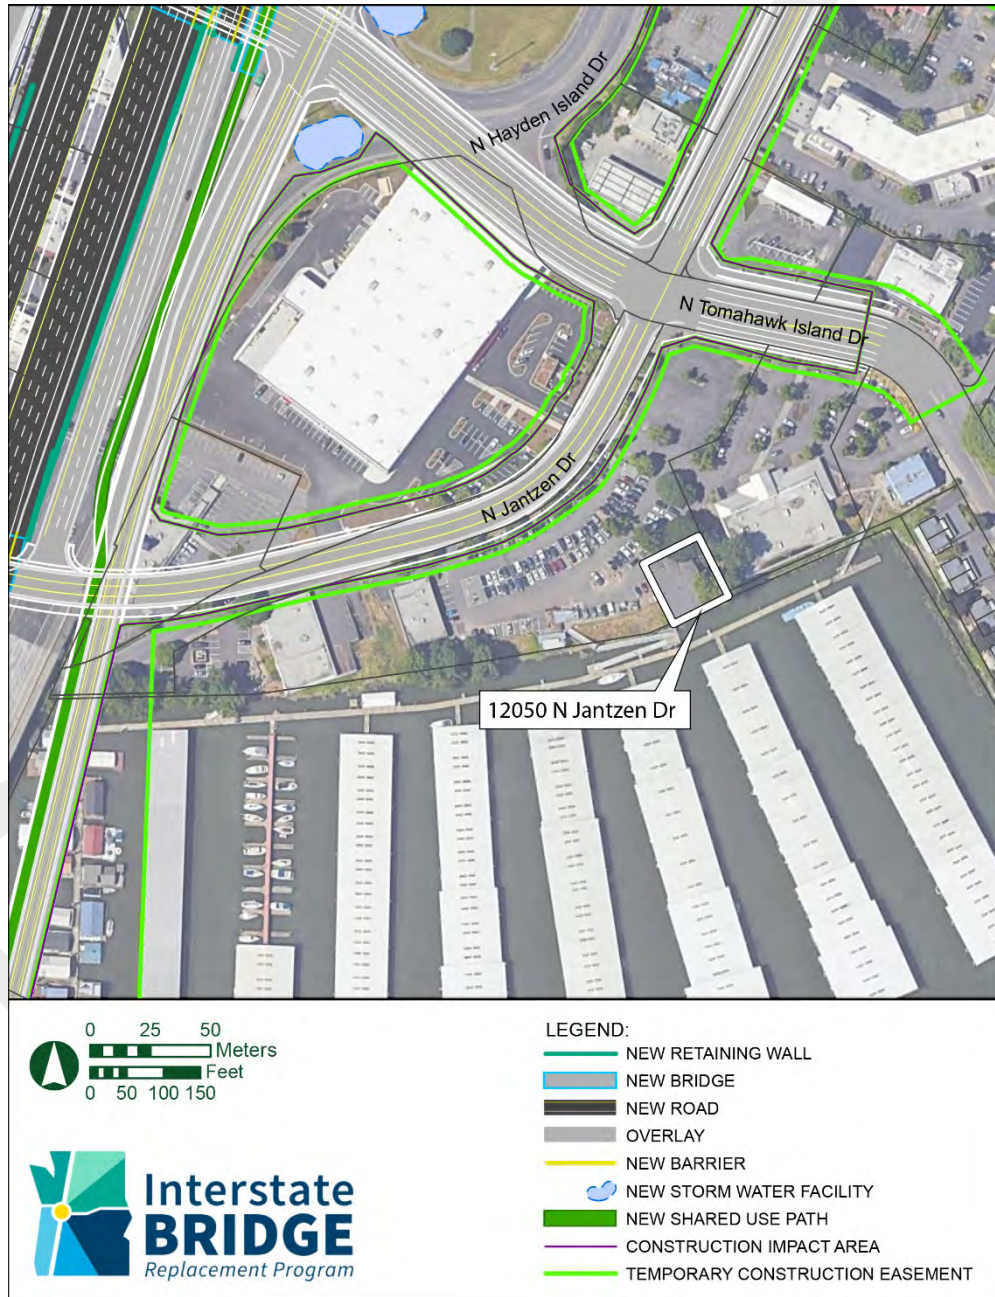 N Hayden Island Dr
N Tomahawk Island Dr
N Jantzen Dr
12050 N Jantzen Dr
0 25 50
Meters
Feet
0 50 100 150
Interstate
BRIDGE
Replacement Program
LEGEND:
NEW RETAINING WALL
NEW BRIDGE
NEW ROAD
OVERLAY
NEW BARRIER
NEW STORM WATER FACILITY
NEW SHARED USE PATH
CONSTRUCTION IMPACT AREA
TEMPORARY CONSTRUCTION EASEMENT